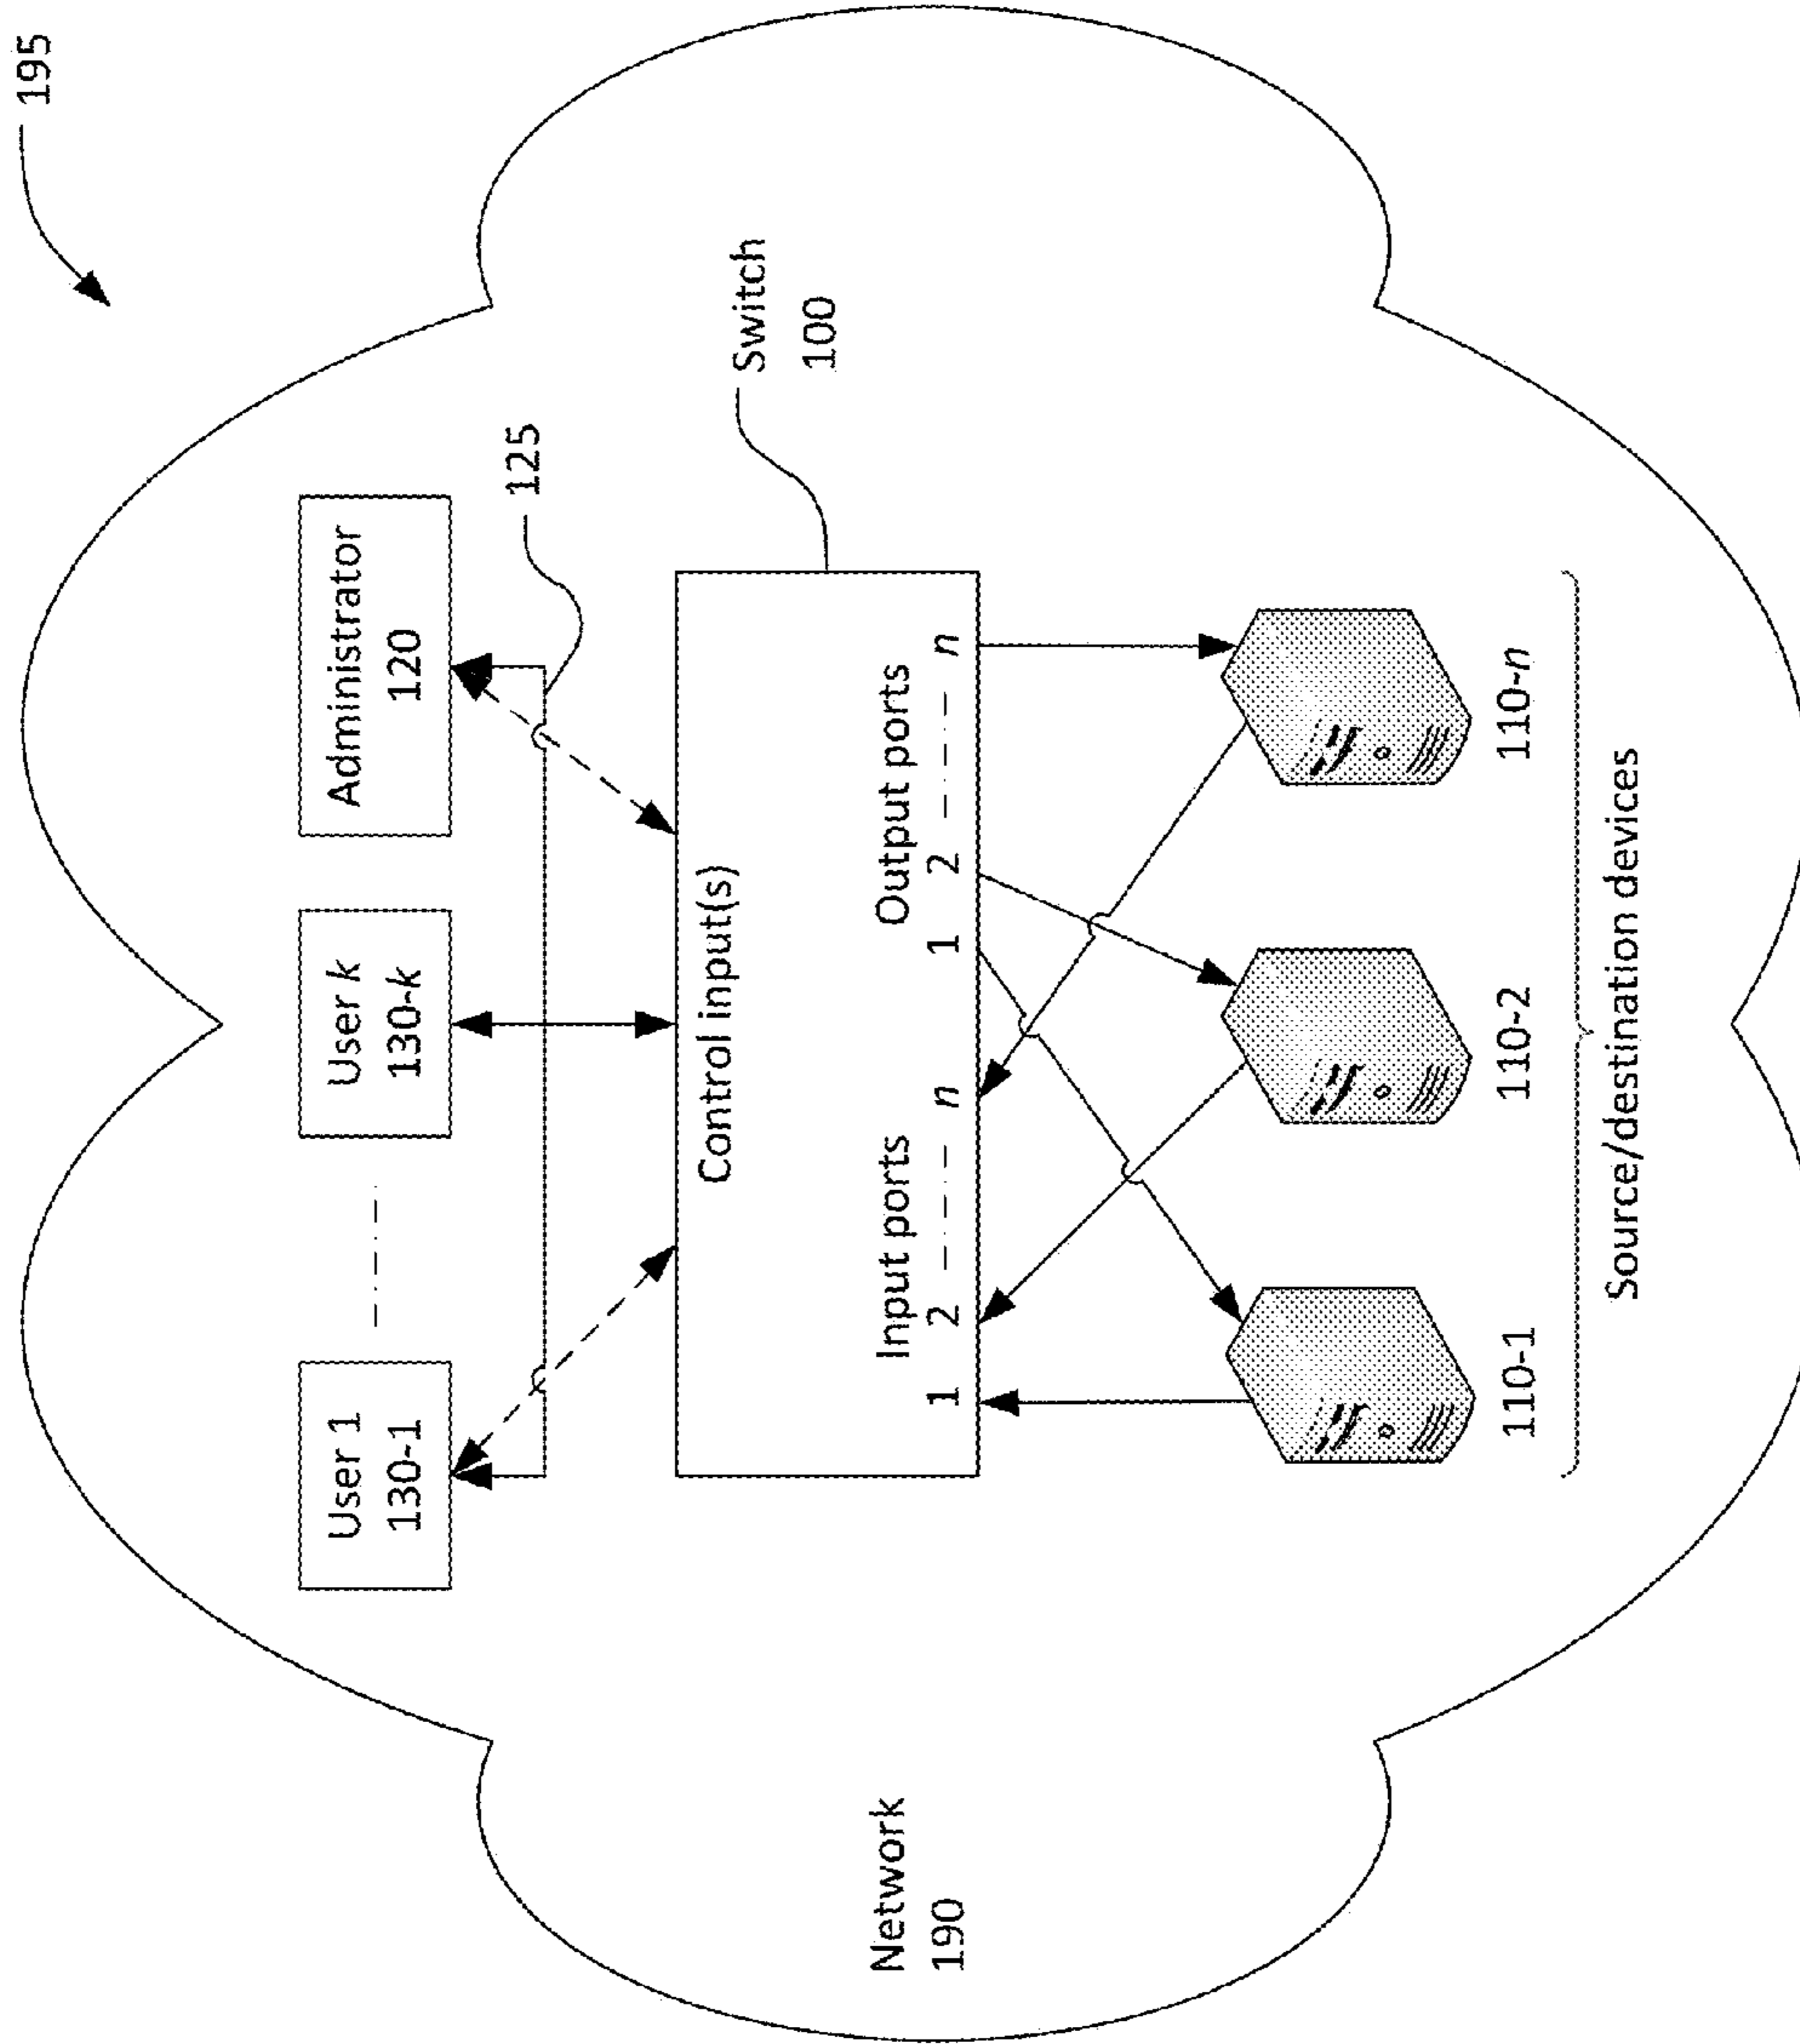 195
User 1
130-1
User k
130-k
Administrator
120
125
Switch
100
Control input(s)
Network
190
Input ports
1 2 n
Output ports
1 2 n
110-1
110-2
110-n
Source/destination devices